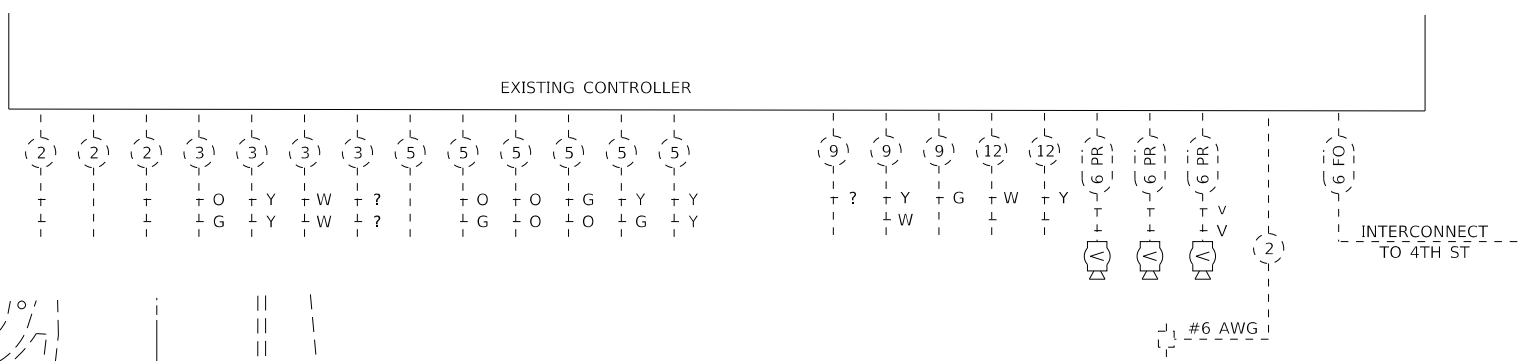 EXISTING CONTROLLER
2 2 2 3 3 3 3 5 5 5 5 5 5 9 9 9 12 12 6 PR 6 PR 6 PR 6 FO
O Y W ? O O G Y Y ? Y G W Y
G Y W ? G O O G Y W
V
V
INTERCONNECT
TO 4TH ST
2
V V V
#6 AWG